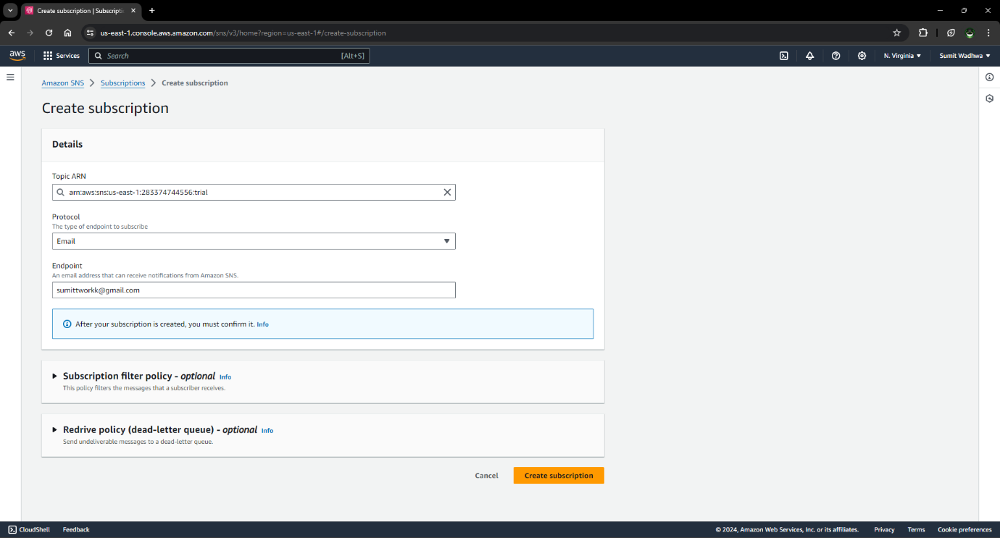 Create subscription | Subscripti
us-east-1.console.aws.amazon.com/sns/v3/home?region=us-east-1#/create-subscription
aws
Services
Search
[Alt+S]
N. Virginia
Sumit Wadhwa
Amazon SNS
Subscriptions
Create subscription
Create subscription
Details
Topic ARN
arn:aws:sns:us-east-1:283374744556:trial
Protocol
The type of endpoint to subscribe
Email
Endpoint
An email address that can receive notifications from Amazon SNS.
sumittworkk@gmail.com
After your subscription is created, you must confirm it. Info
Subscription filter policy - optional Info
This policy filters the messages that a subscriber receives.
Redrive policy (dead-letter queue) - optional Info
Send undeliverable messages to a dead-letter queue.
Cancel
Create subscription
CloudShell
Feedback
© 2024, Amazon Web Services, Inc. or its affiliates.
Privacy
Terms
Cookie preferences